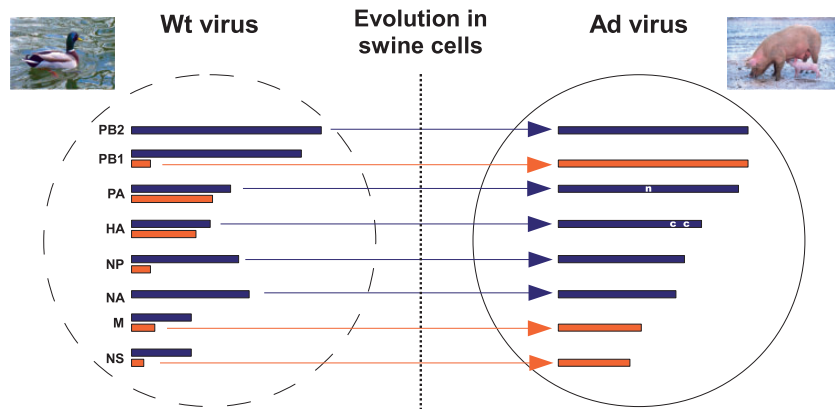 Wt virus
Evolution in
swine cells
Ad virus
PB2
PB1
PA
n
HA
c c
NP
NA
M
NS